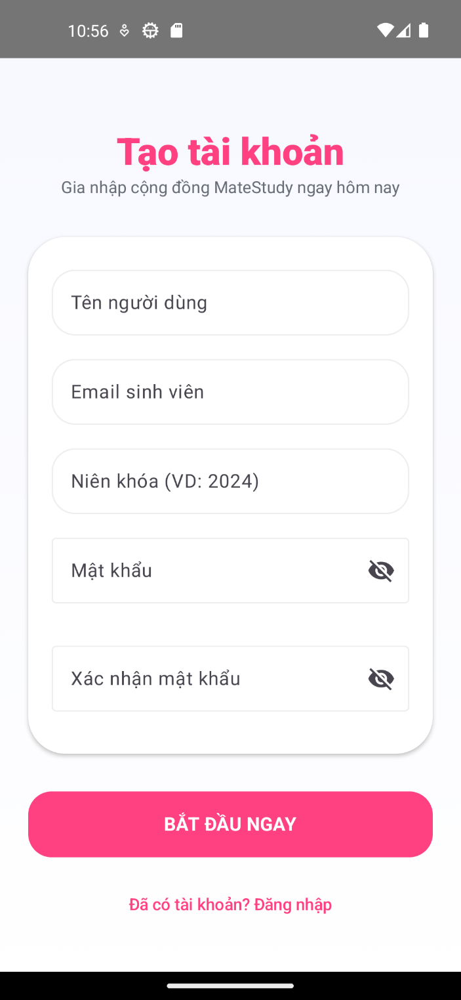 10:56
Tạo tài khoản
Gia nhập cộng đồng MateStudy ngay hôm nay
Tên người dùng
Email sinh viên
Niên khóa (VD: 2024)
Mật khẩu
Xác nhận mật khẩu
BẮT ĐẦU NGAY
Đã có tài khoản? Đăng nhập